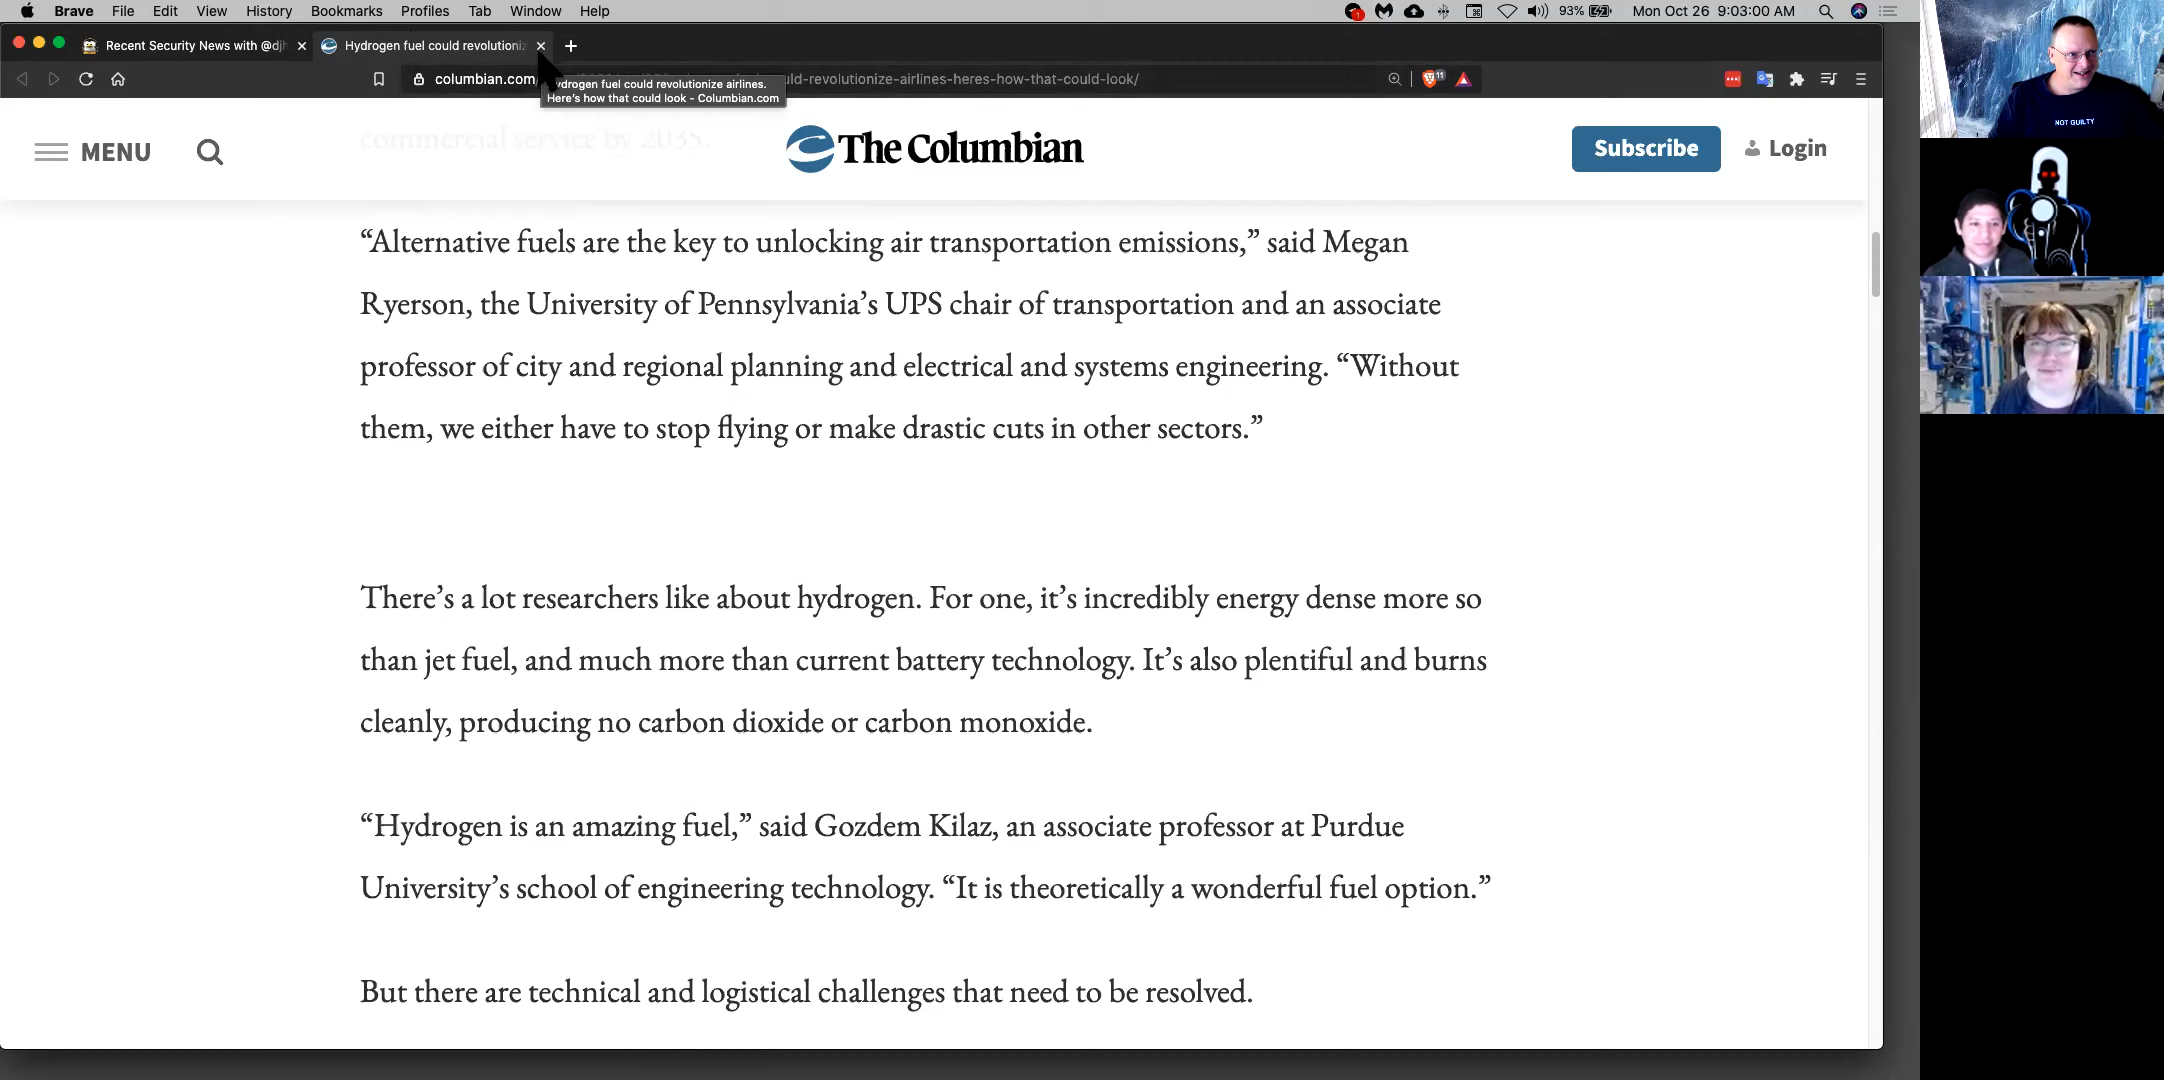 Brave File Edit View History Bookmarks Profiles Tab Window Help 93% Mon Oct 26 9:03:00 AM
Recent Security News with @djh Hydrogen fuel could revolutioniz
columbian.com uld-revolutionize-airlines-heres-how-that-could-look/ 11
ydrogen fuel could revolutionize airlines.
Here's how that could look - Columbian.com
NOT GUILTY
commercial service by 2035.
MENU The Columbian Subscribe Login
“Alternative fuels are the key to unlocking air transportation emissions,” said Megan
Ryerson, the University of Pennsylvania’s UPS chair of transportation and an associate
professor of city and regional planning and electrical and systems engineering. “Without
them, we either have to stop flying or make drastic cuts in other sectors.”
There’s a lot researchers like about hydrogen. For one, it’s incredibly energy dense more so
than jet fuel, and much more than current battery technology. It’s also plentiful and burns
cleanly, producing no carbon dioxide or carbon monoxide.
“Hydrogen is an amazing fuel,” said Gozdem Kilaz, an associate professor at Purdue
University’s school of engineering technology. “It is theoretically a wonderful fuel option.”
But there are technical and logistical challenges that need to be resolved.